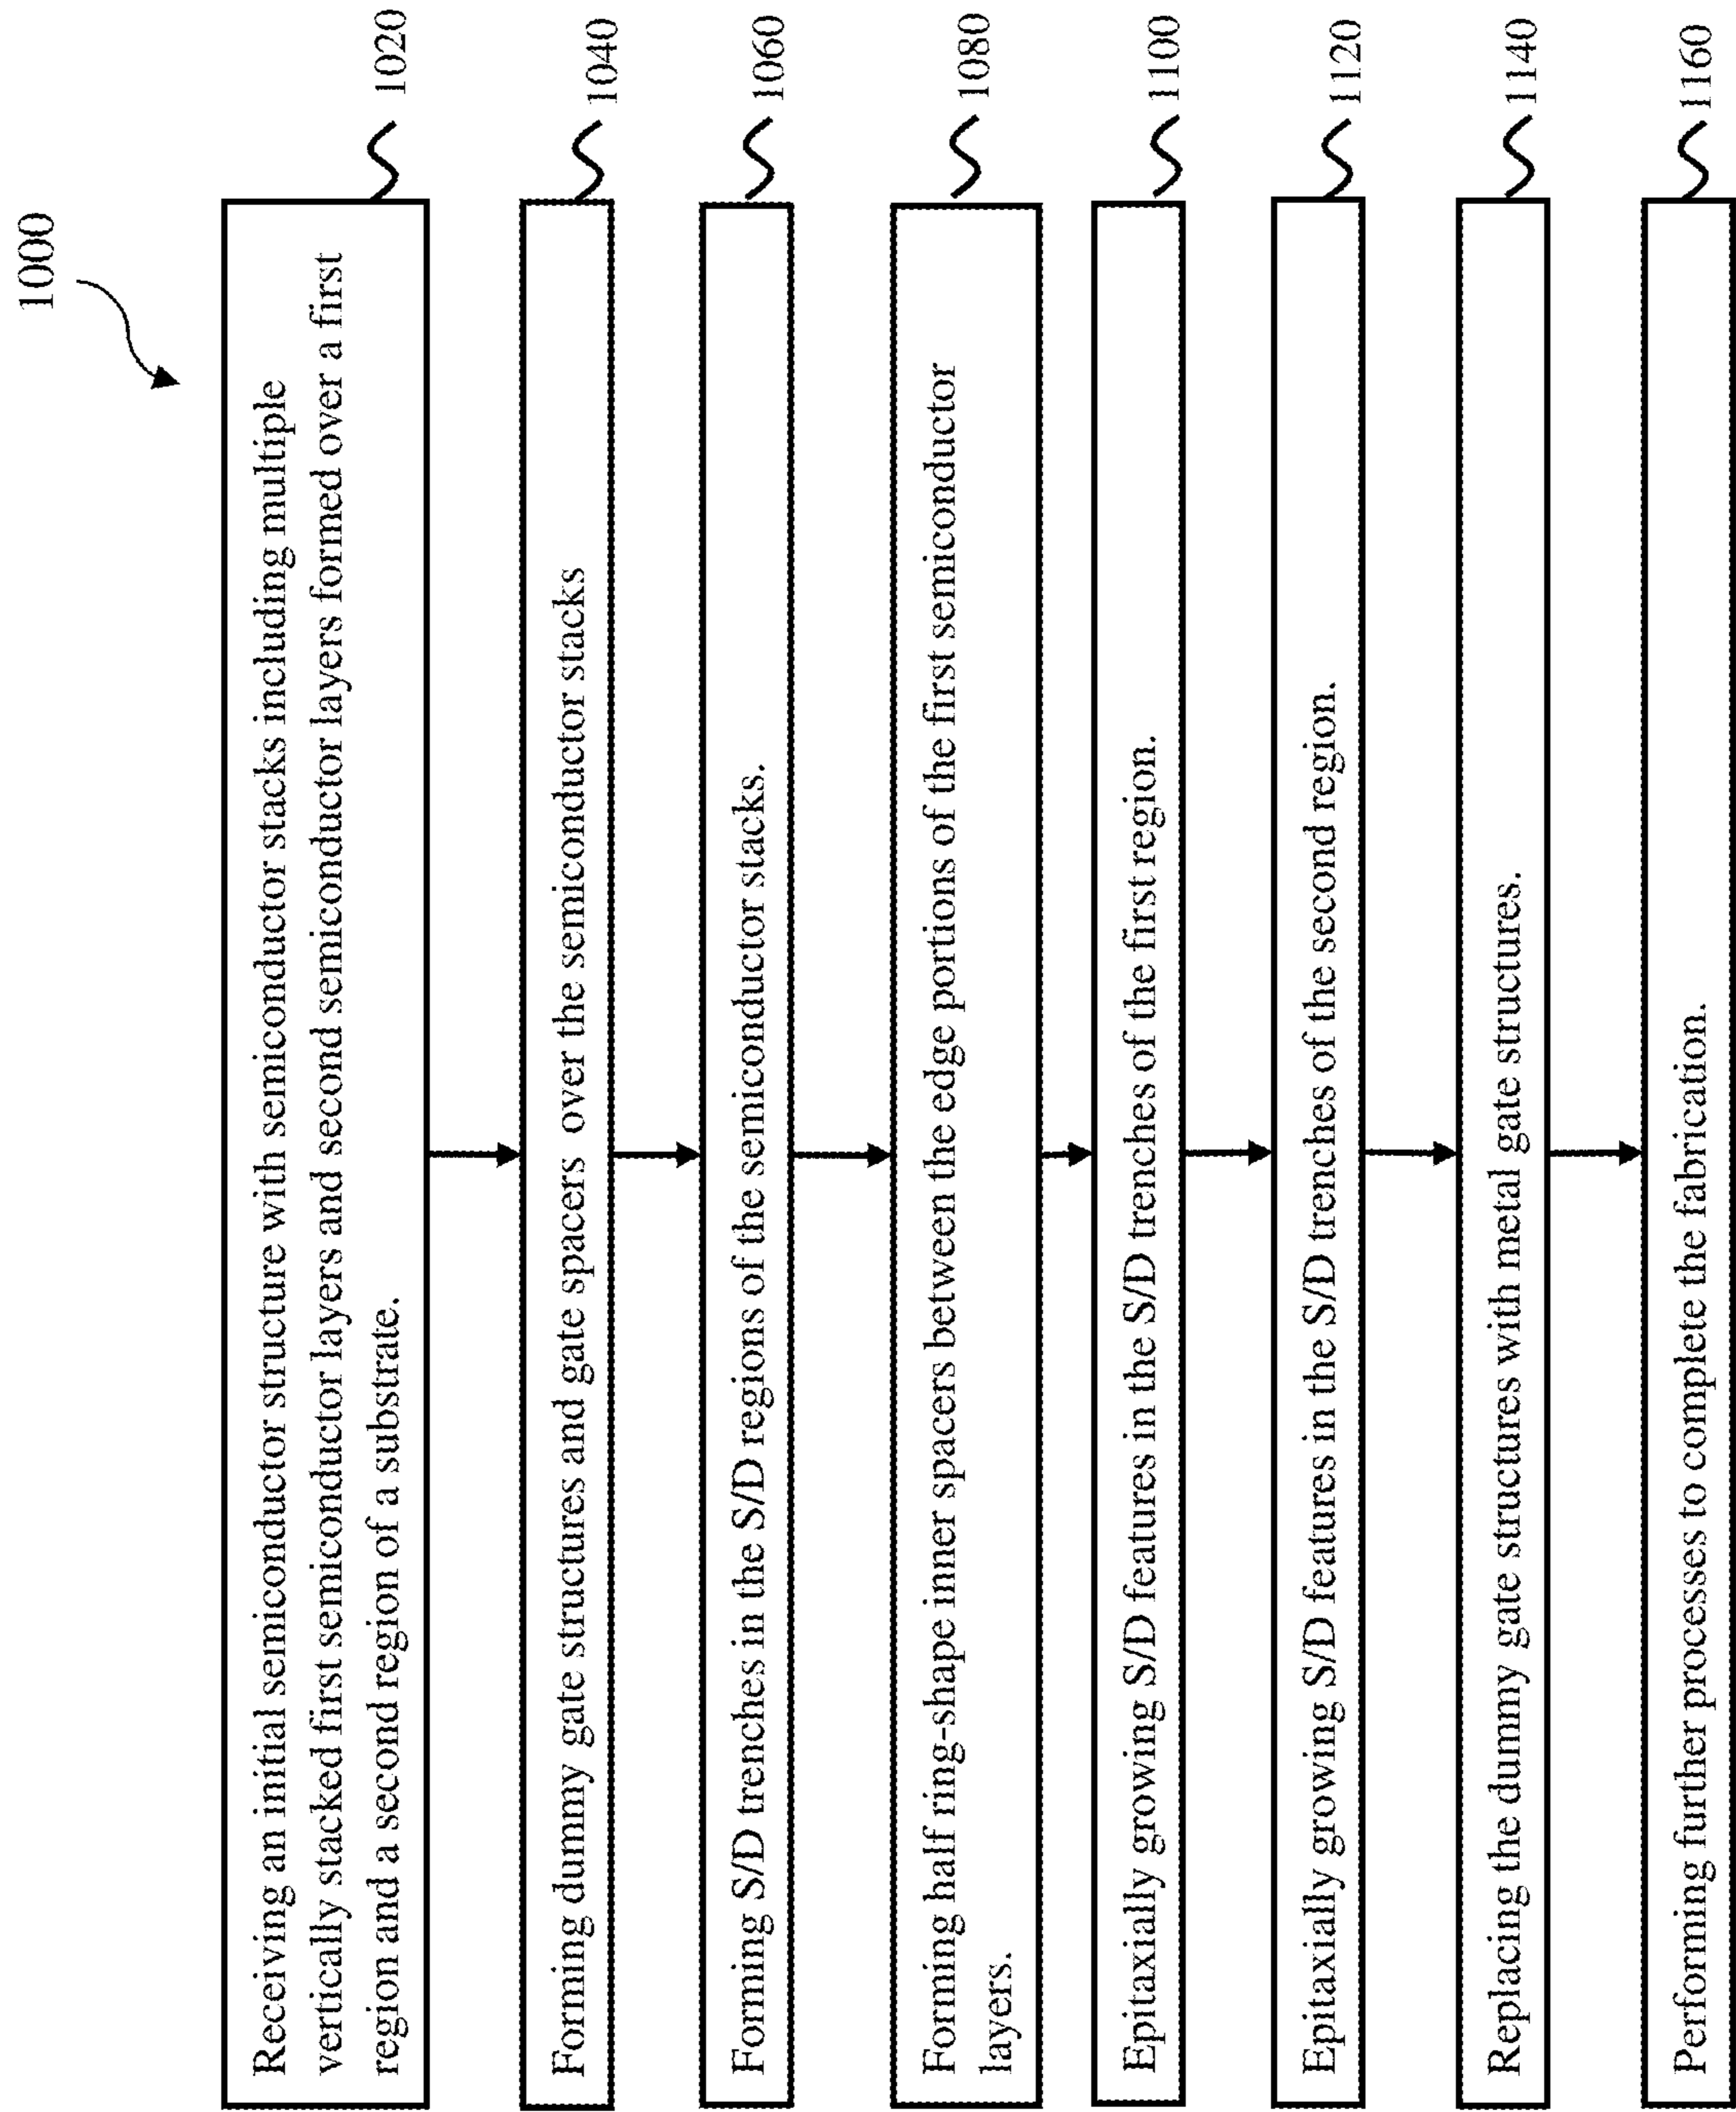 1000
Receiving an initial semiconductor structure with semiconductor stacks including multiple
vertically stacked first semiconductor layers and second semiconductor layers formed over a first
region and a second region of a substrate.
1020
Forming dummy gate structures and gate spacers over the semiconductor stacks
1040
Forming S/D trenches in the S/D regions of the semiconductor stacks.
1060
Forming half ring-shape inner spacers between the edge portions of the first semiconductor
layers.
1080
Epitaxially growing S/D features in the S/D trenches of the first region.
1100
Epitaxially growing S/D features in the S/D trenches of the second region.
1120
Replacing the dummy gate structures with metal gate structures.
1140
Performing further processes to complete the fabrication.
1160